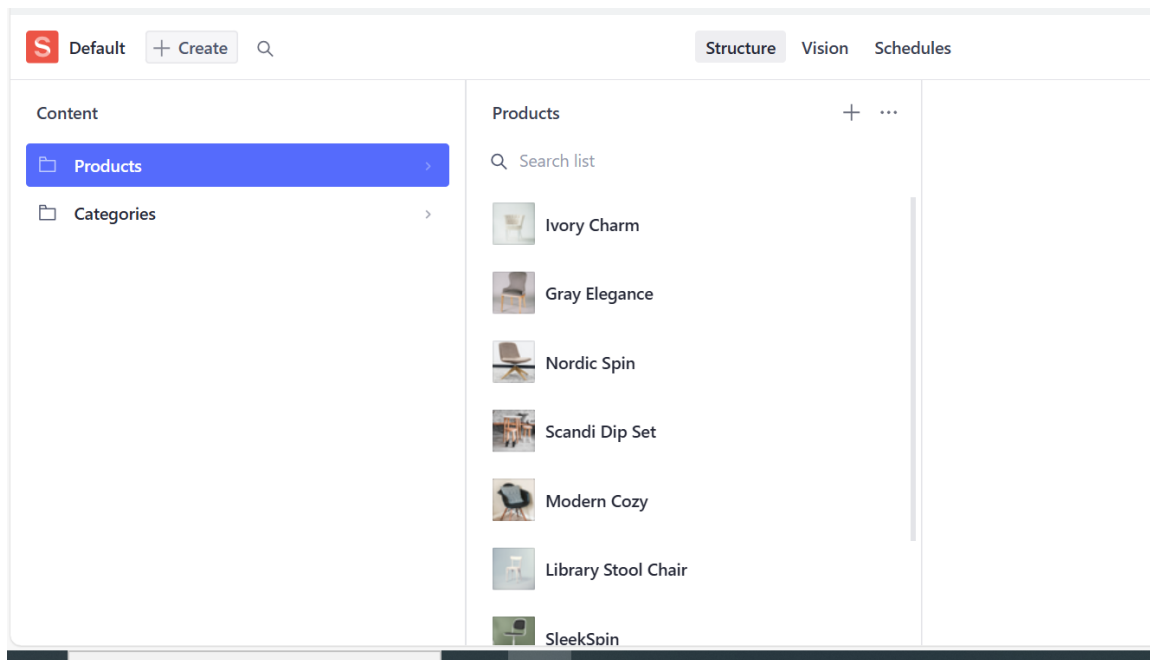 S Default + Create Structure Vision Schedules
Content
Products
Categories
Products
Search list
Ivory Charm
Gray Elegance
Nordic Spin
Scandi Dip Set
Modern Cozy
Library Stool Chair
SleekSpin